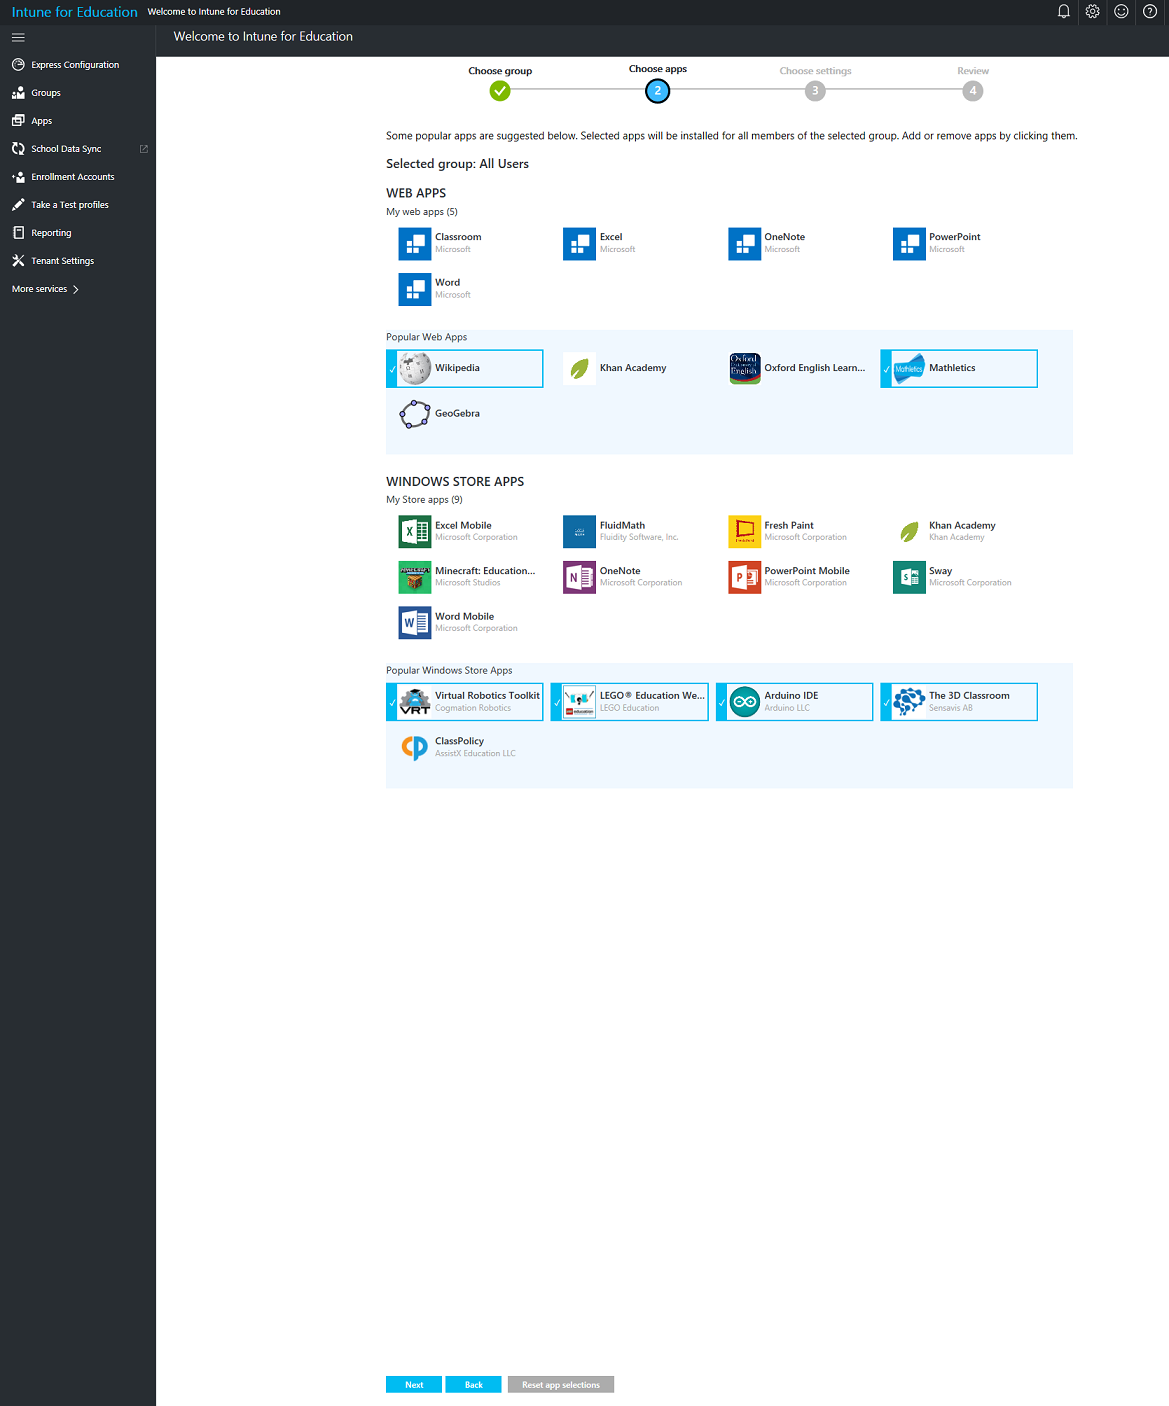 Intune for Education Welcome to Intune for Education
Welcome to Intune for Education
Express Configuration
Groups
Apps
School Data Sync
Enrollment Accounts
Take a Test profiles
Reporting
Tenant Settings
More services
Choose group Choose apps Choose settings Review
2 3 4
Some popular apps are suggested below. Selected apps will be installed for all members of the selected group. Add or remove apps by clicking them.
Selected group: All Users
WEB APPS
My web apps (5)
Classroom Excel OneNote PowerPoint
Microsoft Microsoft Microsoft Microsoft
Word
Microsoft
Popular Web Apps
Wikipedia Khan Academy Oxford English Learn... Mathletics
GeoGebra
WINDOWS STORE APPS
My Store apps (9)
Excel Mobile FluidMath Fresh Paint Khan Academy
Microsoft Corporation Fluidity Software, Inc. Microsoft Corporation Khan Academy
Minecraft: Education... OneNote PowerPoint Mobile Sway
Microsoft Studios Microsoft Corporation Microsoft Corporation Microsoft Corporation
Word Mobile
Microsoft Corporation
Popular Windows Store Apps
Virtual Robotics Toolkit LEGO® Education We... Arduino IDE The 3D Classroom
Cogmation Robotics LEGO Education Arduino LLC Sensavis AB
ClassPolicy
AssistX Education LLC
Next Back Reset app selections